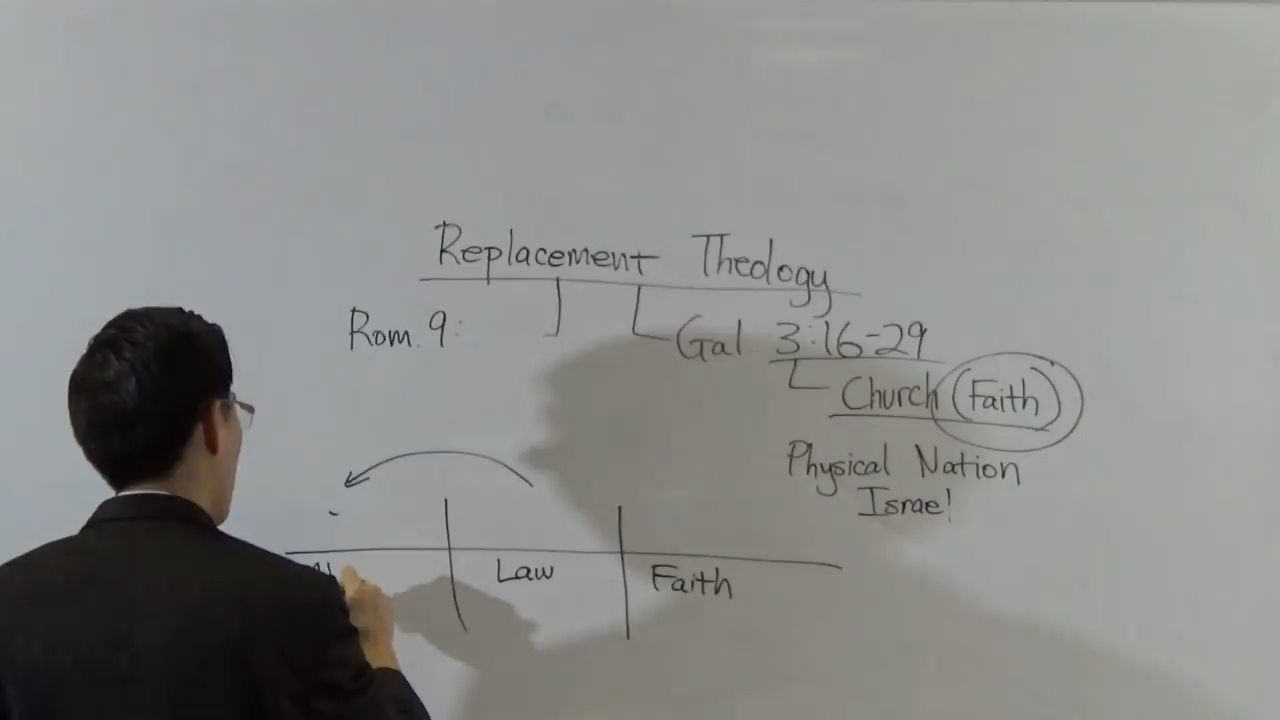 Replacement Theology
Rom. 9:
Gal 3:16-29
Church (Faith)
Physical Nation
Israel
Law
Faith